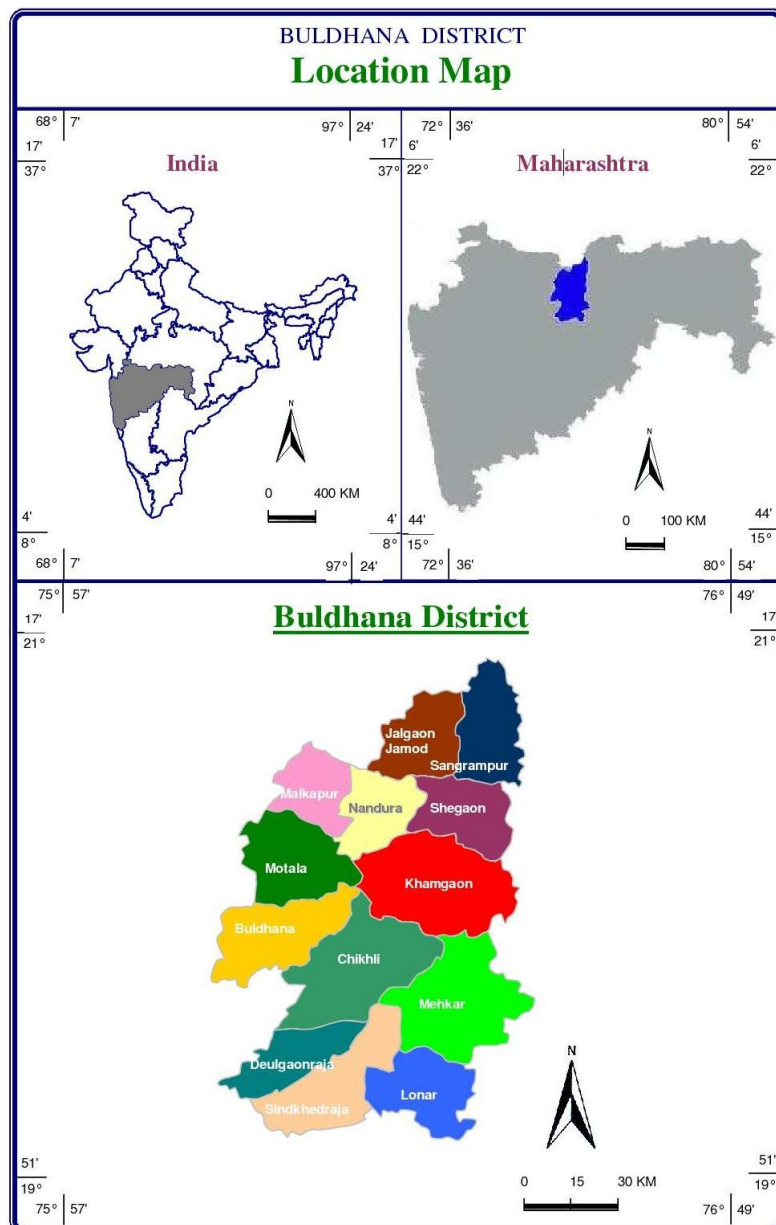 BULDHANA DISTRICT
Location Map
68° 7' 97° 24' 72° 36' 80° 54'
17' 17' 6' 6'
37° 37° 22° 22°
India Maharashtra
N
N
0 400 KM
0 100 KM
4' 4' 44' 44'
8° 8° 15° 15°
68° 7' 97° 24' 72° 36' 80° 54'
75° 57' 76° 49'
17' 17'
21° 21°
Buldhana District
Jalgaon
Jamod
Sangrampur
Malkapur
Nandura
Shegaon
Motala
Khamgaon
Buldhana
Chikhli
Mehkar
Deulgaonraja
Lonar
Sindkhedraja
N
51' 51'
19° 19°
0 15 30 KM
75° 57' 76° 49'